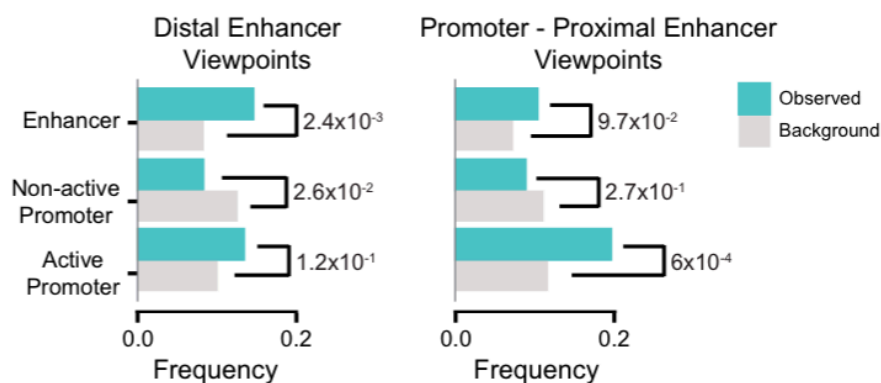 Distal Enhancer
Viewpoints
Promoter - Proximal Enhancer
Viewpoints
Enhancer
2.4x10⁻³
9.7x10⁻²
Observed
Background
Non-active
Promoter
2.6x10⁻²
2.7x10⁻¹
Active
Promoter
1.2x10⁻¹
6x10⁻⁴
0.0
0.2
0.0
0.2
Frequency
Frequency